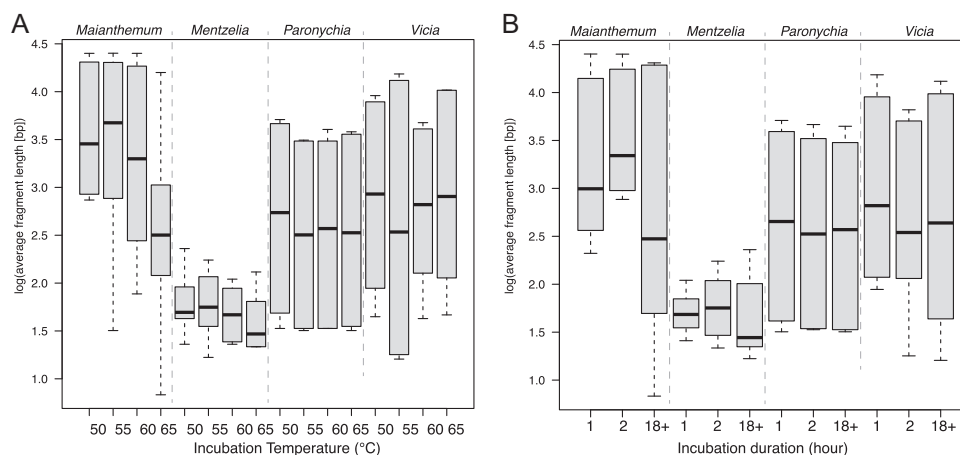 A
Maianthemum Mentzelia Paronychia Vicia
4.5
4.0
3.5
3.0
2.5
2.0
1.5
1.0
log(average fragment length [bp])
50 55 60 65 50 55 60 65 50 55 60 65 50 55 60 65
Incubation Temperature (°C)
B
Maianthemum Mentzelia Paronychia Vicia
4.5
4.0
3.5
3.0
2.5
2.0
1.5
1.0
log(average fragment length [bp])
1 2 18+ 1 2 18+ 1 2 18+ 1 2 18+
Incubation duration (hour)